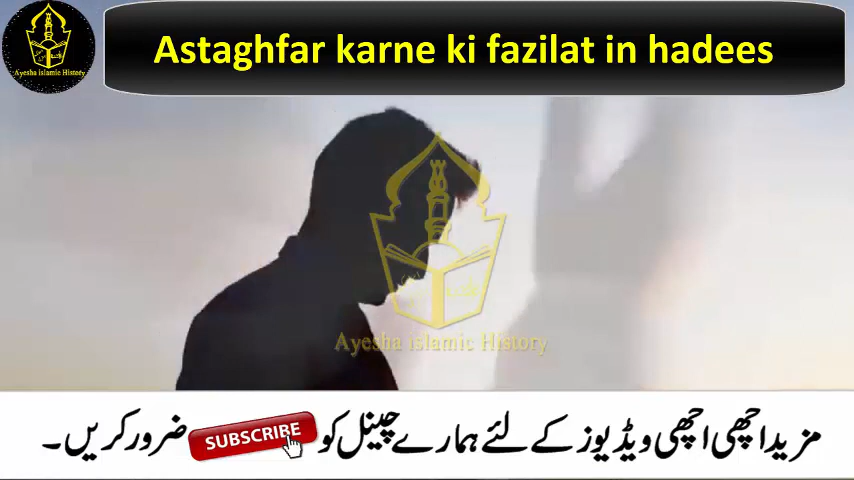 Ayesha islamic History
Astaghfar karne ki fazilat in hadees
Ayesha islamic History
مزید اچھی اچھی ویڈیوز کے لئے ہمارے چینل کو SUBSCRIBE ضرور کریں۔